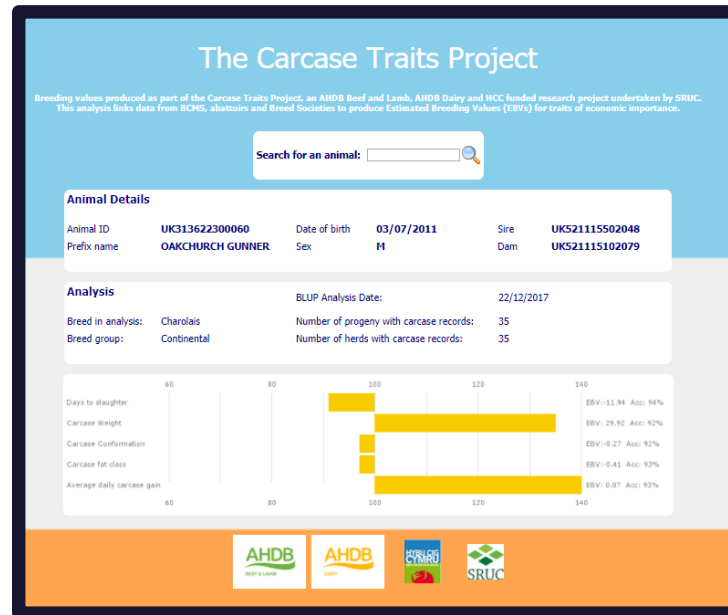 The Carcase Traits Project
Breeding values produced as part of the Carcase Traits Project, an AHDB Beef and Lamb, AHDB Dairy and HCC funded research project undertaken by SRUC.
This analysis links data from BCMS, abattoirs and Breed Societies to produce Estimated Breeding Values (EBVs) for traits of economic importance.
Search for an animal:
Animal Details
Animal ID UK313622300060 Date of birth 03/07/2011 Sire UK521115502048
Prefix name OAKCHURCH GUNNER Sex M Dam UK521115102079
Analysis
BLUP Analysis Date: 22/12/2017
Breed in analysis: Charolais Number of progeny with carcase records: 35
Breed group: Continental Number of herds with carcase records: 35
60 80 100 120 140
Days to slaughter EBV:-11.94 Acc: 94%
Carcase Weight EBV: 29.92 Acc: 92%
Carcase Conformation EBV:-0.27 Acc: 92%
Carcase fat class EBV:-0.41 Acc: 93%
Average daily carcase gain EBV: 0.07 Acc: 93%
60 80 100 120 140
AHDB
BEEF & LAMB
AHDB
DAIRY
HYBU CIG
CYMRU
SRUC